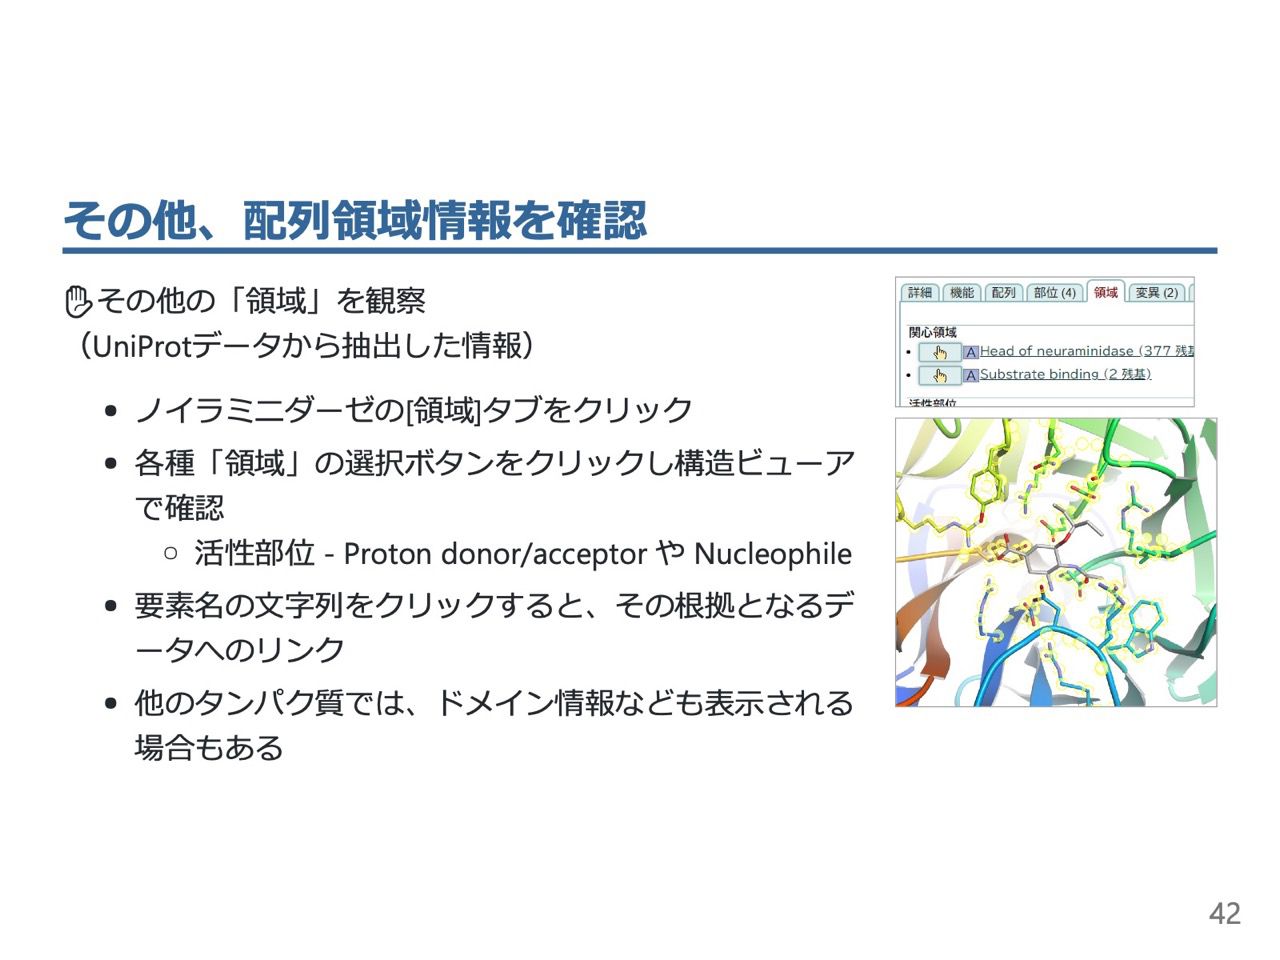 その他、配列領域情報を確認
✋その他の「領域」を観察
（UniProtデータから抽出した情報）
• ノイラミニダーゼの[領域]タブをクリック
• 各種「領域」の選択ボタンをクリックし構造ビューア
で確認
○ 活性部位 - Proton donor/acceptor や Nucleophile
• 要素名の文字列をクリックすると、その根拠となるデ
ータへのリンク
• 他のタンパク質では、ドメイン情報なども表示される
場合もある
詳細 機能 配列 部位 (4) 領域 変異 (2)
関心領域
• A Head of neuraminidase (377 残基
• A Substrate binding (2 残基)
活性部位
42